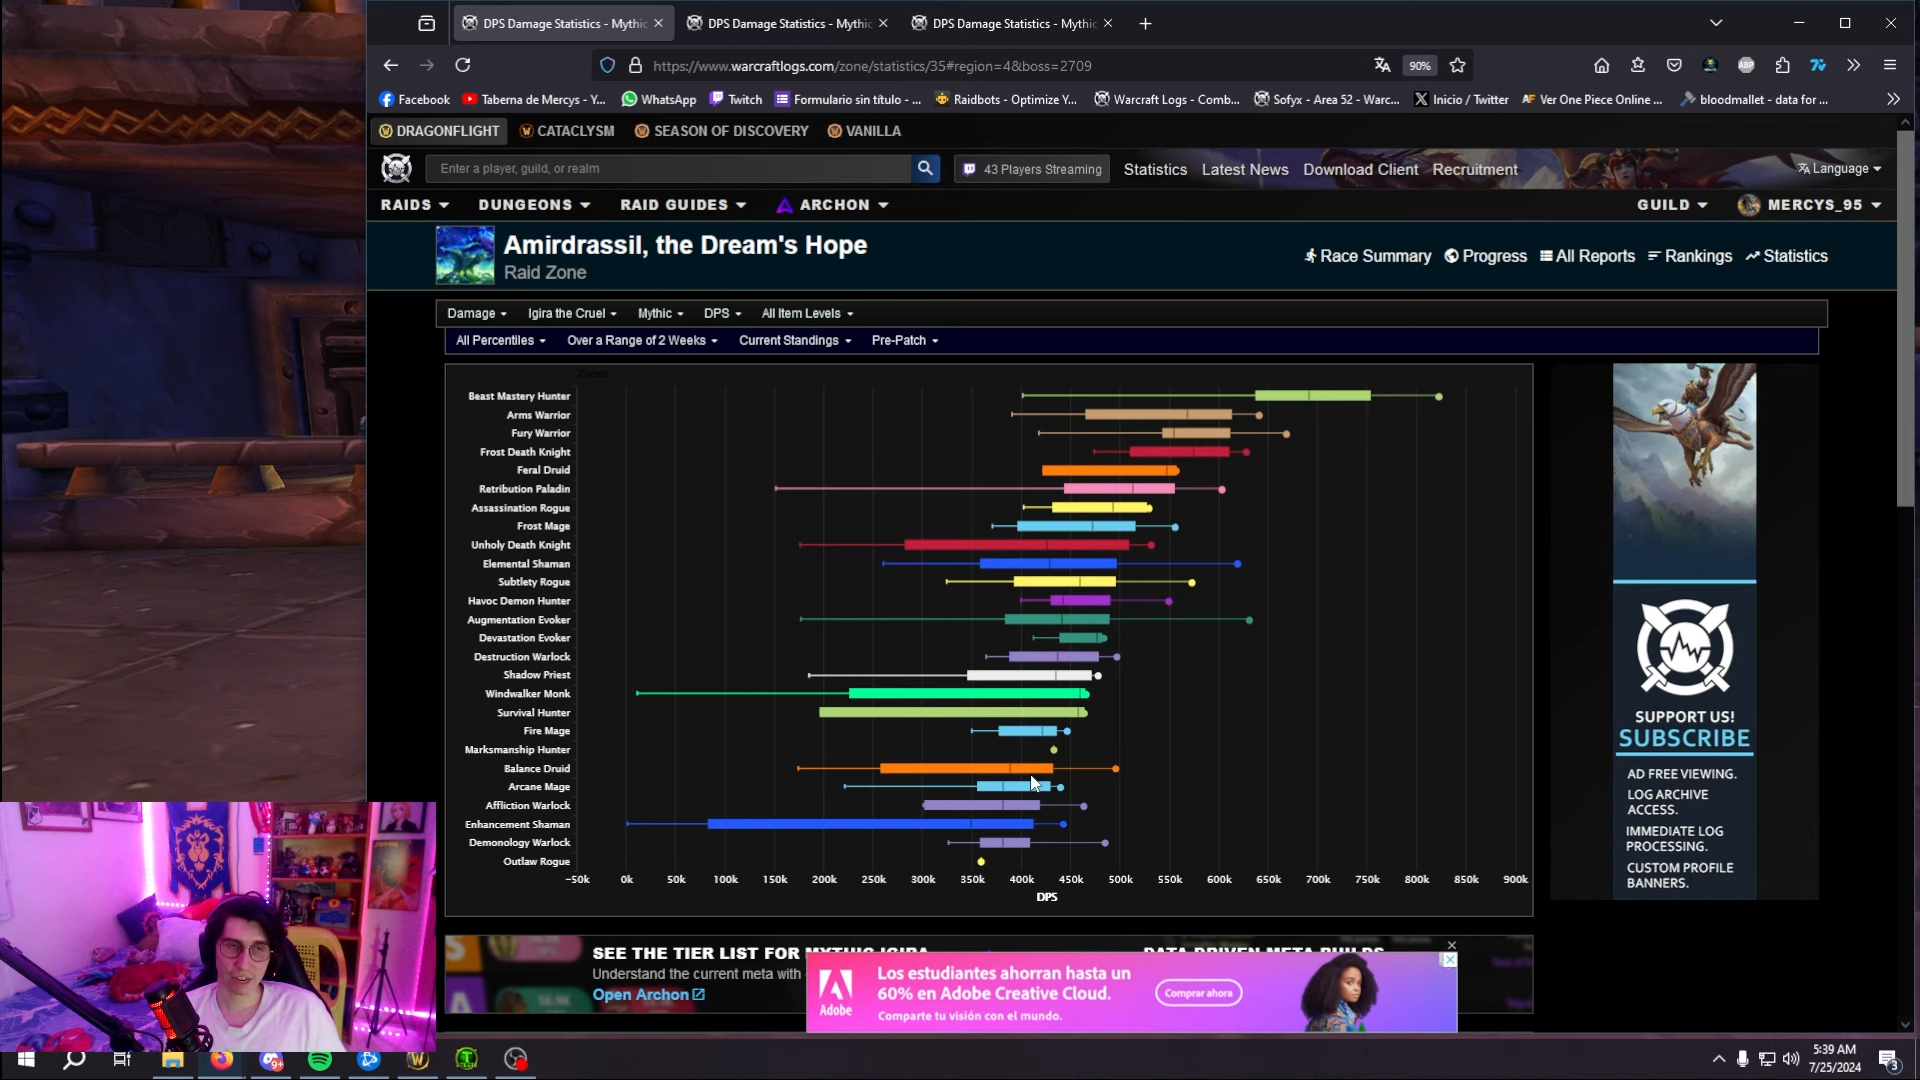 DPS Damage Statistics - Mythic
DPS Damage Statistics - Mythic
DPS Damage Statistics - Mythic
https://www.warcraftlogs.com/zone/statistics/35#region=4&boss=2709
90%
Facebook
Taberna de Mercys - Y...
WhatsApp
Twitch
Formulario sin título - ...
Raidbots - Optimize Y...
Warcraft Logs - Comb...
Sofyx - Area 52 - Warc...
Inicio / Twitter
AF Ver One Piece Online ...
bloodmallet - data for ...
DRAGONFLIGHT
CATACLYSM
SEASON OF DISCOVERY
VANILLA
Enter a player, guild, or realm
43 Players Streaming
Statistics
Latest News
Download Client
Recruitment
Language
RAIDS
DUNGEONS
RAID GUIDES
ARCHON
GUILD
MERCYS_95
Amirdrassil, the Dream's Hope
Raid Zone
Race Summary
Progress
All Reports
Rankings
Statistics
Damage
Igira the Cruel
Mythic
DPS
All Item Levels
All Percentiles
Over a Range of 2 Weeks
Current Standings
Pre-Patch
Zoom
Beast Mastery Hunter
Arms Warrior
Fury Warrior
Frost Death Knight
Feral Druid
Retribution Paladin
Assassination Rogue
Frost Mage
Unholy Death Knight
Elemental Shaman
Subtlety Rogue
Havoc Demon Hunter
Augmentation Evoker
Devastation Evoker
Destruction Warlock
Shadow Priest
Windwalker Monk
Survival Hunter
Fire Mage
Marksmanship Hunter
Balance Druid
Arcane Mage
Affliction Warlock
Enhancement Shaman
Demonology Warlock
Outlaw Rogue
-50k 0k 50k 100k 150k 200k 250k 300k 350k 400k 450k 500k 550k 600k 650k 700k 750k 800k 850k 900k
DPS
SUPPORT US!
SUBSCRIBE
AD FREE VIEWING.
LOG ARCHIVE
ACCESS.
IMMEDIATE LOG
PROCESSING.
CUSTOM PROFILE
BANNERS.
SEE THE TIER LIST FOR MYTHIC IGIRA
DATA-DRIVEN META BUILDS
Understand the current meta with
Open Archon
Adobe
Los estudiantes ahorran hasta un
60% en Adobe Creative Cloud.
Comparte tu visión con el mundo.
Comprar ahora
5:39 AM
7/25/2024
3